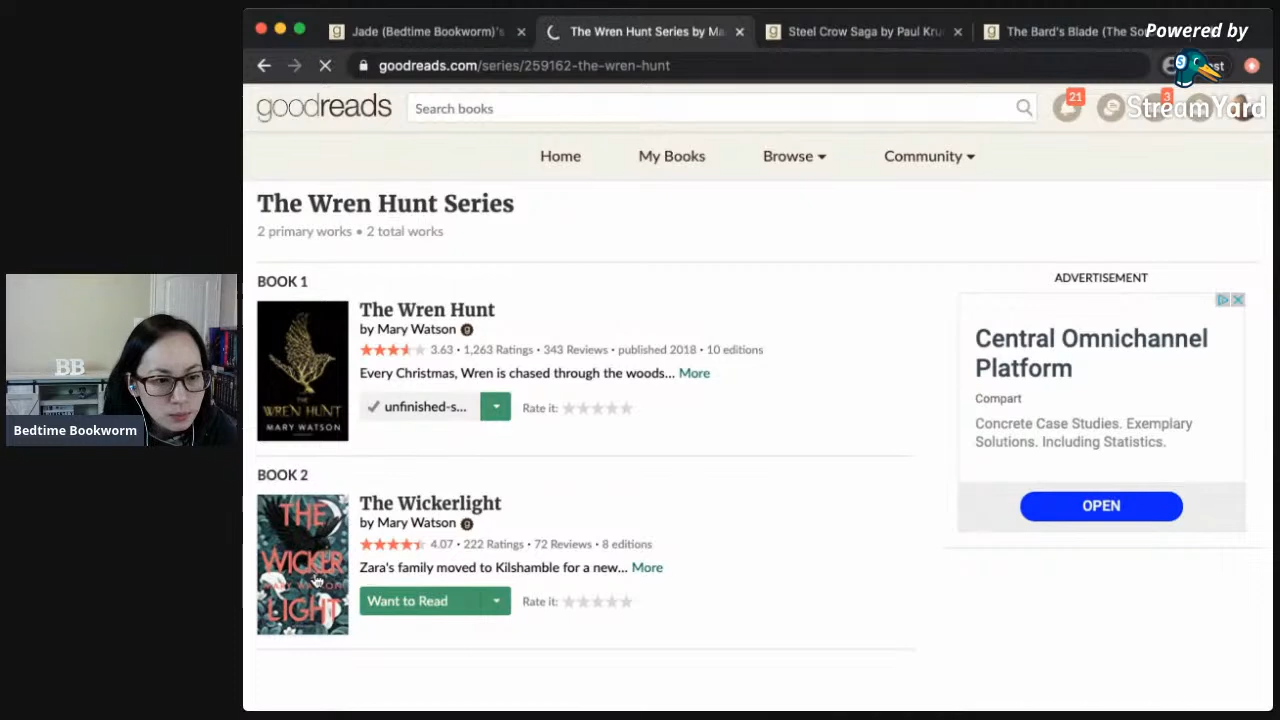 Jade (Bedtime Bookworm)'s
The Wren Hunt Series by Ma
Steel Crow Saga by Paul Kru
The Bard's Blade (The So
Powered by
StreamYard
goodreads.com/series/259162-the-wren-hunt
goodreads
Search books
21
3
Home
My Books
Browse
Community
The Wren Hunt Series
2 primary works • 2 total works
BOOK 1
The Wren Hunt
by Mary Watson
3.63 • 1,263 Ratings • 343 Reviews • published 2018 • 10 editions
Every Christmas, Wren is chased through the woods... More
unfinished-s...
Rate it:
THE
WREN HUNT
MARY WATSON
BOOK 2
The Wickerlight
by Mary Watson
4.07 • 222 Ratings • 72 Reviews • 8 editions
Zara's family moved to Kilshamble for a new... More
Want to Read
Rate it:
THE
WICKER
MARY WATSON
LIGHT
ADVERTISEMENT
Central Omnichannel
Platform
Compart
Concrete Case Studies. Exemplary
Solutions. Including Statistics.
OPEN
BB
Bedtime Bookworm